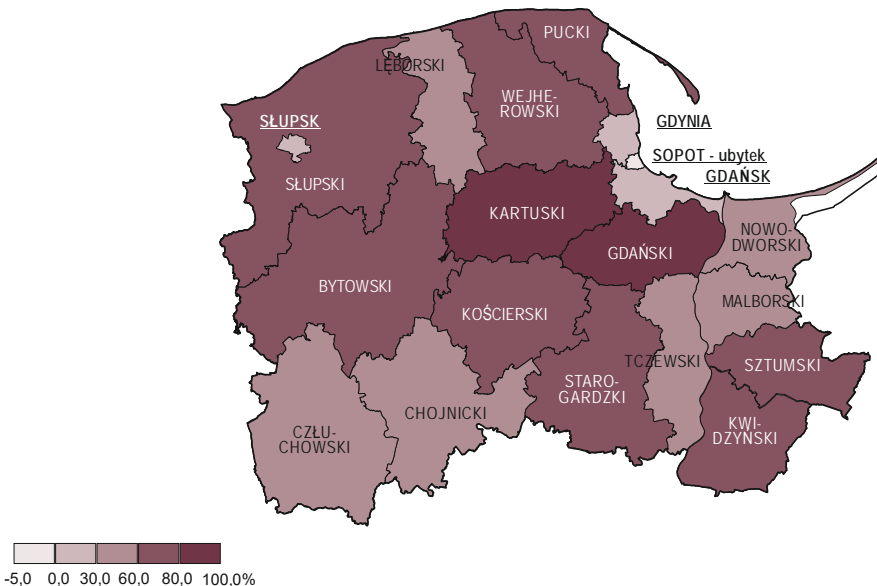 PUCKI
LĘBORSKI
WEJHE-
ROWSKI
SŁUPSK
GDYNIA
SOPOT - ubytek
GDAŃSK
SŁUPSKI
KARTUSKI
NOWO-
DWORSKI
GDAŃSKI
BYTOWSKI
MALBORSKI
KOŚCIERSKI
TCZEWSKI
SZTUMSKI
STARO-
GARDZKI
CHOJNICKI
CZŁU-
CHOWSKI
KWI-
DZYŃSKI
-5,0 0,0 30,0 60,0 80,0 100,0%